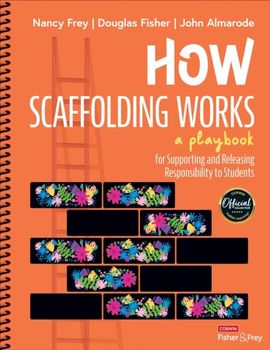 Nancy Frey | Douglas Fisher | John Almarode
HOW
SCAFFOLDING WORKS
a playbook
for Supporting and Releasing
Responsibility to Students
Official
CORWIN
Fisher&Frey